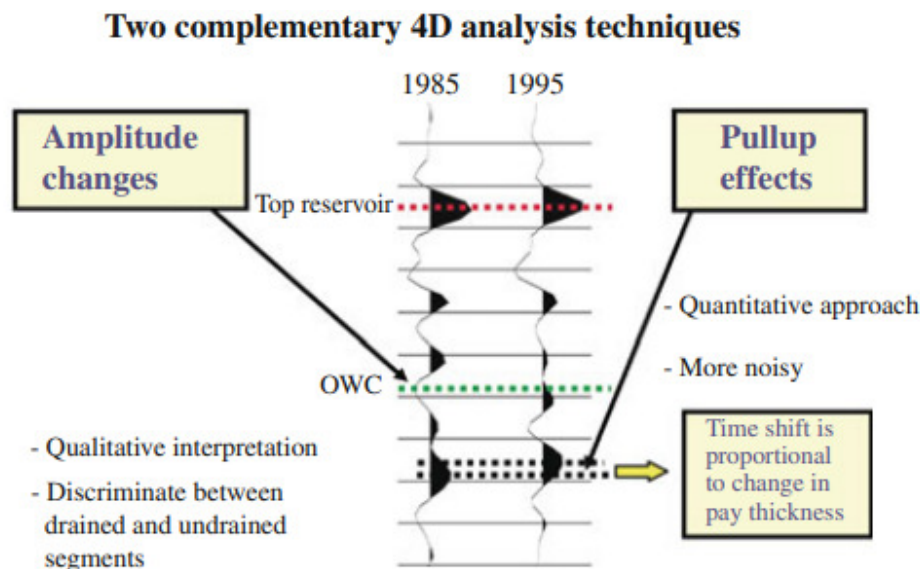 Two complementary 4D analysis techniques
1985 1995
Amplitude
changes
Pullup
effects
Top reservoir
- Quantitative approach
- More noisy
OWC
- Qualitative interpretation
- Discriminate between
drained and undrained
segments
Time shift is
proportional
to change in
pay thickness